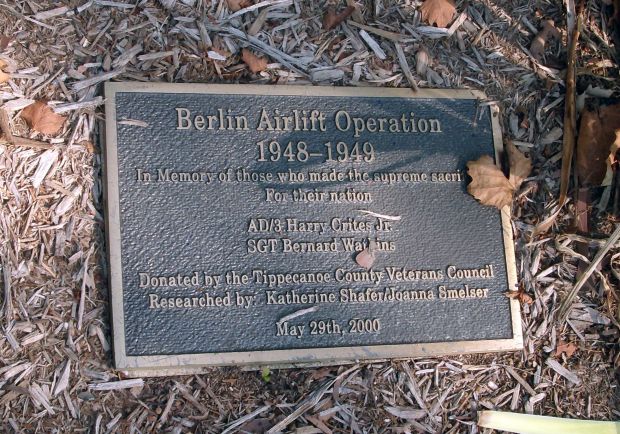 Berlin Airlift Operation
1948–1949
In Memory of those who made the supreme sacri
For their nation
AD/3 Harry Crites Jr.
SGT Bernard Watkins
Donated by the Tippecanoe County Veterans Council
Researched by: Katherine Shafer/Joanna Smelser
May 29th, 2000